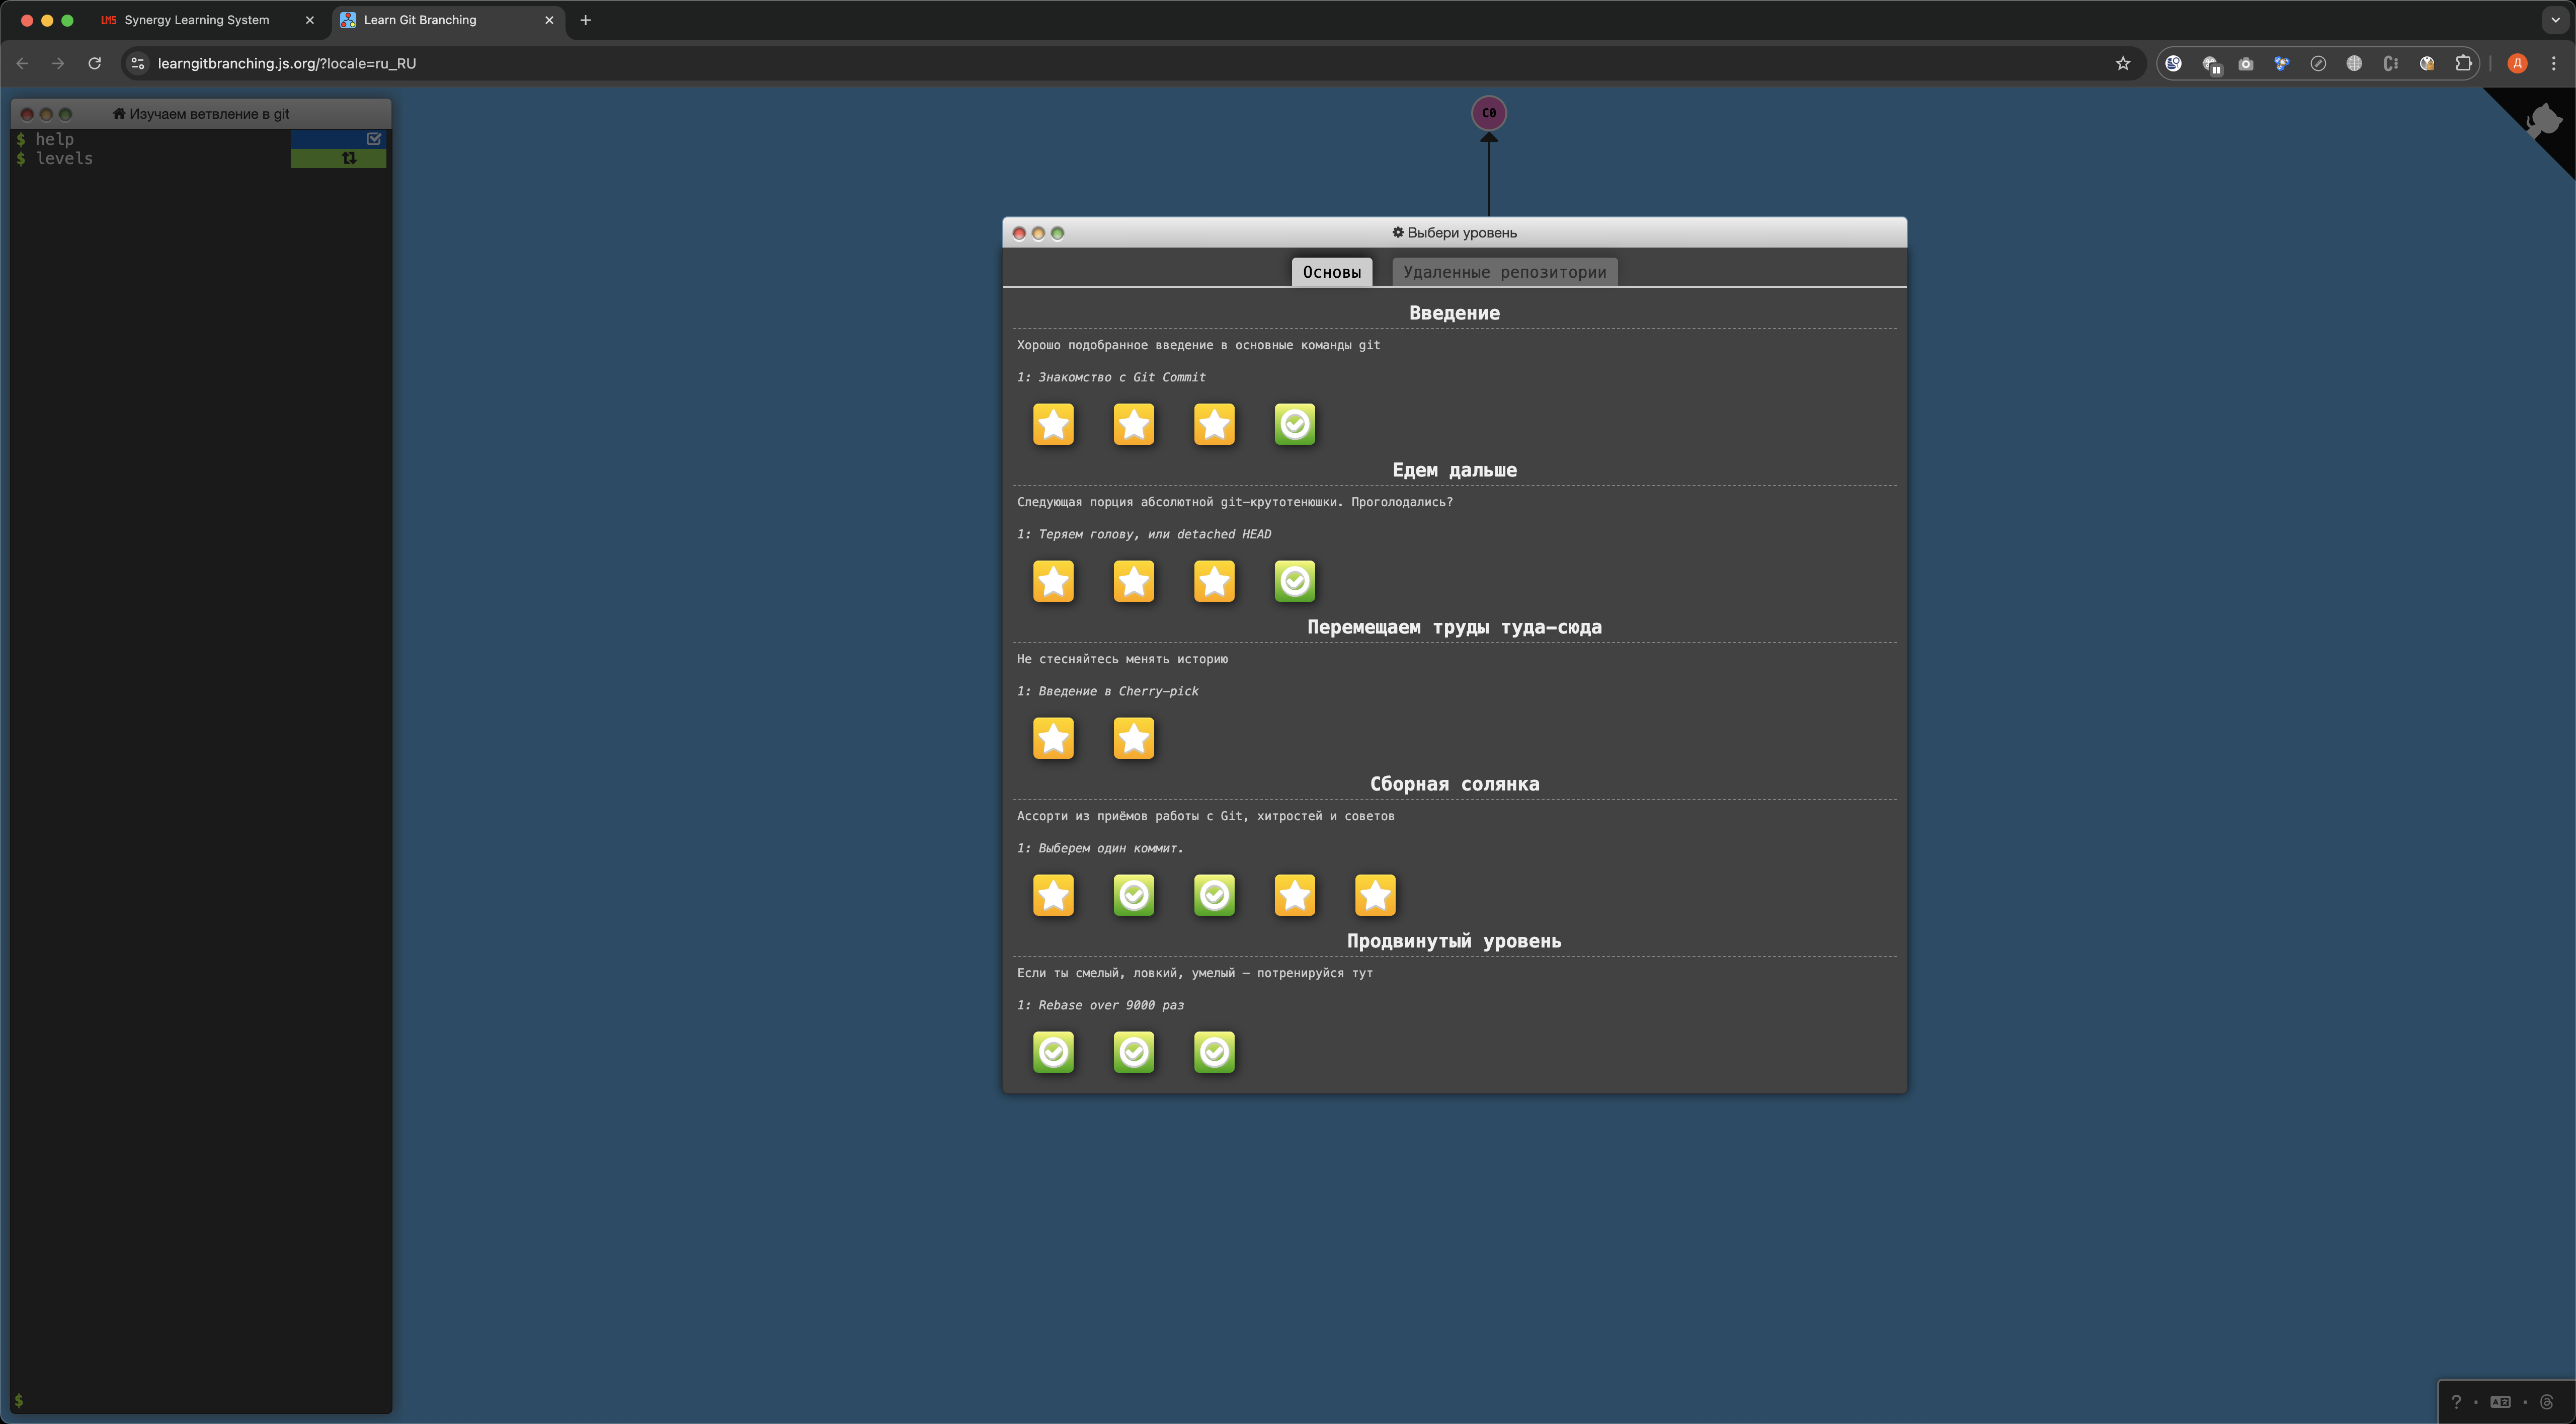 LMS Synergy Learning System
Learn Git Branching
learngitbranching.js.org/?locale=ru_RU
Д
Изучаем ветвление в git
$ help
$ levels
C0
Выбери уровень
Основы
Удаленные репозитории
Введение
Хорошо подобранное введение в основные команды git
1: Знакомство с Git Commit
Едем дальше
Следующая порция абсолютной git-крутотенюшки. Проголодались?
1: Теряем голову, или detached HEAD
Перемещаем труды туда-сюда
Не стесняйтесь менять историю
1: Введение в Cherry-pick
Сборная солянка
Ассорти из приёмов работы с Git, хитростей и советов
1: Выберем один коммит.
Продвинутый уровень
Если ты смелый, ловкий, умелый — потренируйся тут
1: Rebase over 9000 раз
$
?